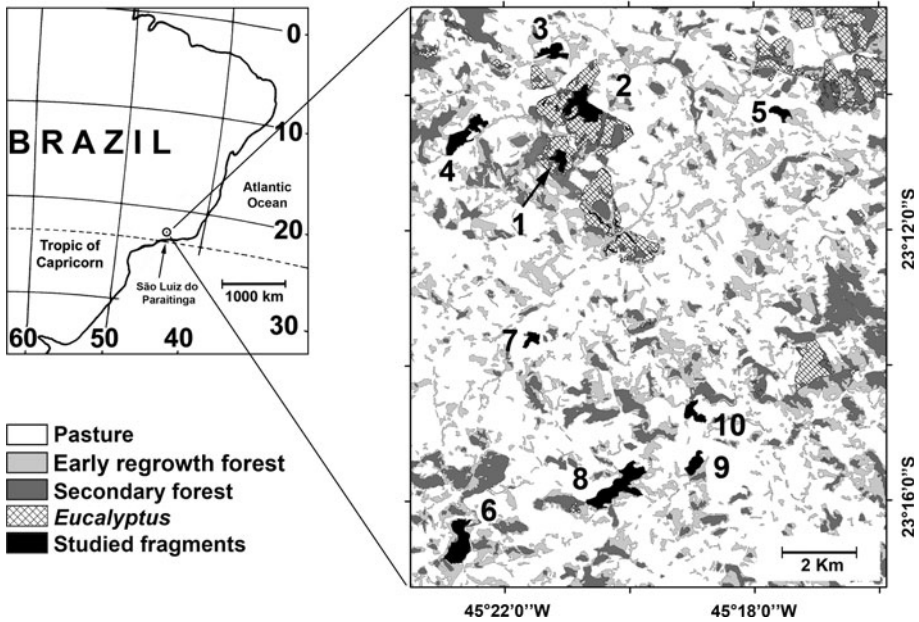 0
10
BRAZIL
Atlantic
Ocean
20
Tropic of
Capricorn
São Luiz do
Paraitinga
1000 km
60
50
40
30
Pasture
Early regrowth forest
Secondary forest
Eucalyptus
Studied fragments
3
2
5
4
1
23°12'0''S
7
10
9
8
6
23°16'0''S
2 Km
45°22'0''W
45°18'0''W